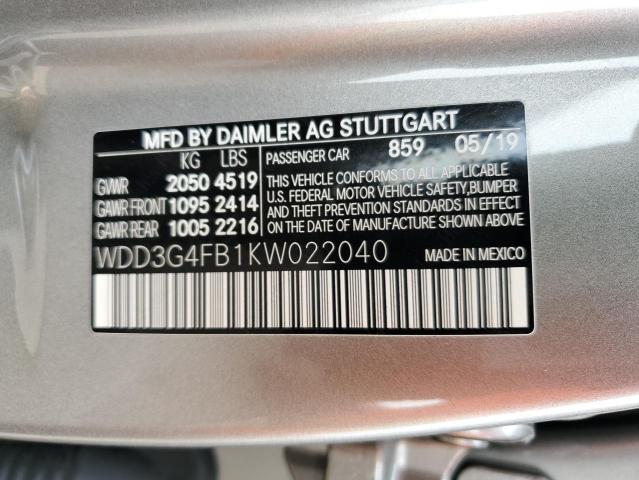 MFD BY DAIMLER AG STUTTGART
KG LBS
GVWR 2050 4519
GAWR FRONT 1095 2414
GAWR REAR 1005 2216
PASSENGER CAR 859 05/19
THIS VEHICLE CONFORMS TO ALL APPLICABLE
U.S. FEDERAL MOTOR VEHICLE SAFETY, BUMPER
AND THEFT PREVENTION STANDARDS IN EFFECT
ON THE DATE OF MANUFACTURE SHOWN ABOVE.
WDD3G4FB1KW022040
MADE IN MEXICO